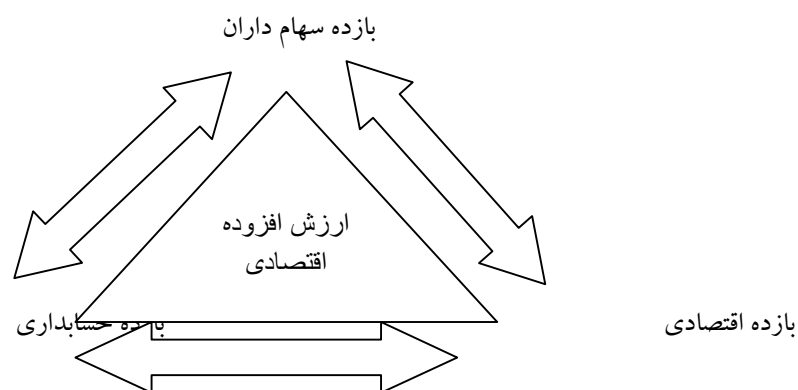 بازده سهام داران
ارزش افزوده
اقتصادی
بازده اقتصادی
بازده حسابداری